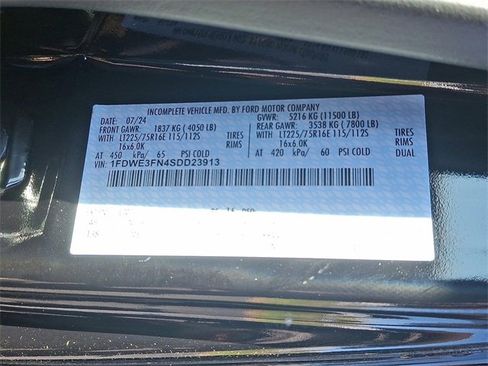 INCOMPLETE VEHICLE MFD. BY FORD MOTOR COMPANY
DATE: 07/24 GVWR: 5216 KG (11500 LB)
FRONT GAWR: 1837 KG ( 4050 LB) REAR GAWR: 3538 KG ( 7800 LB)
WITH LT225/75R16E 115/112S TIRES WITH LT225/75R16E 115/112S TIRES
16x6.0K RIMS 16x6.0K RIMS
AT 450 kPa/ 65 PSI COLD AT 420 kPa/ 60 PSI COLD DUAL
VIN: 1FDWE3FN4SDD23913